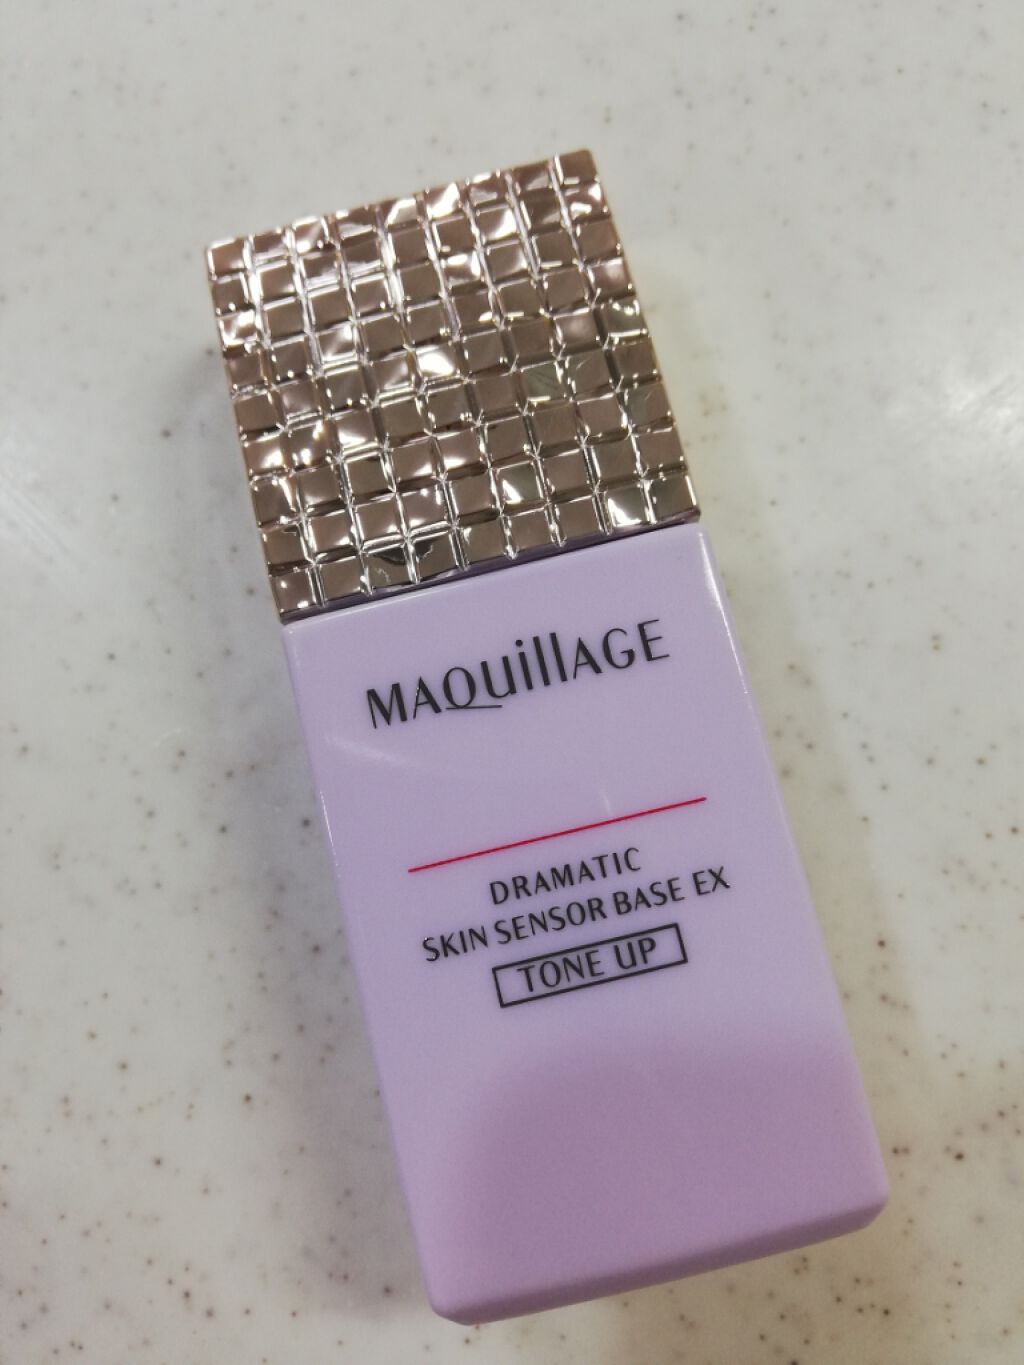 MAQuillAGE
DRAMATIC
SKIN SENSOR BASE EX
TONE UP